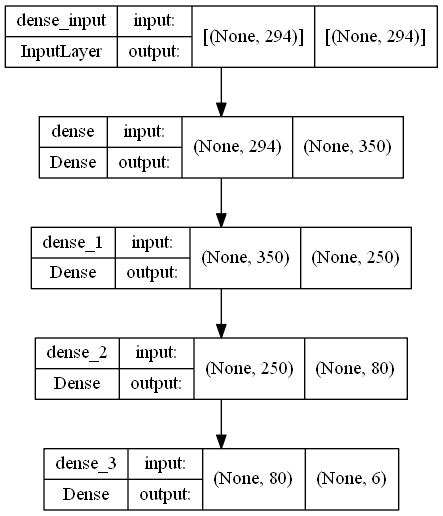 dense_input input: [(None, 294)] [(None, 294)]
InputLayer output:
dense input: (None, 294) (None, 350)
Dense output:
dense_1 input: (None, 350) (None, 250)
Dense output:
dense_2 input: (None, 250) (None, 80)
Dense output:
dense_3 input: (None, 80) (None, 6)
Dense output: